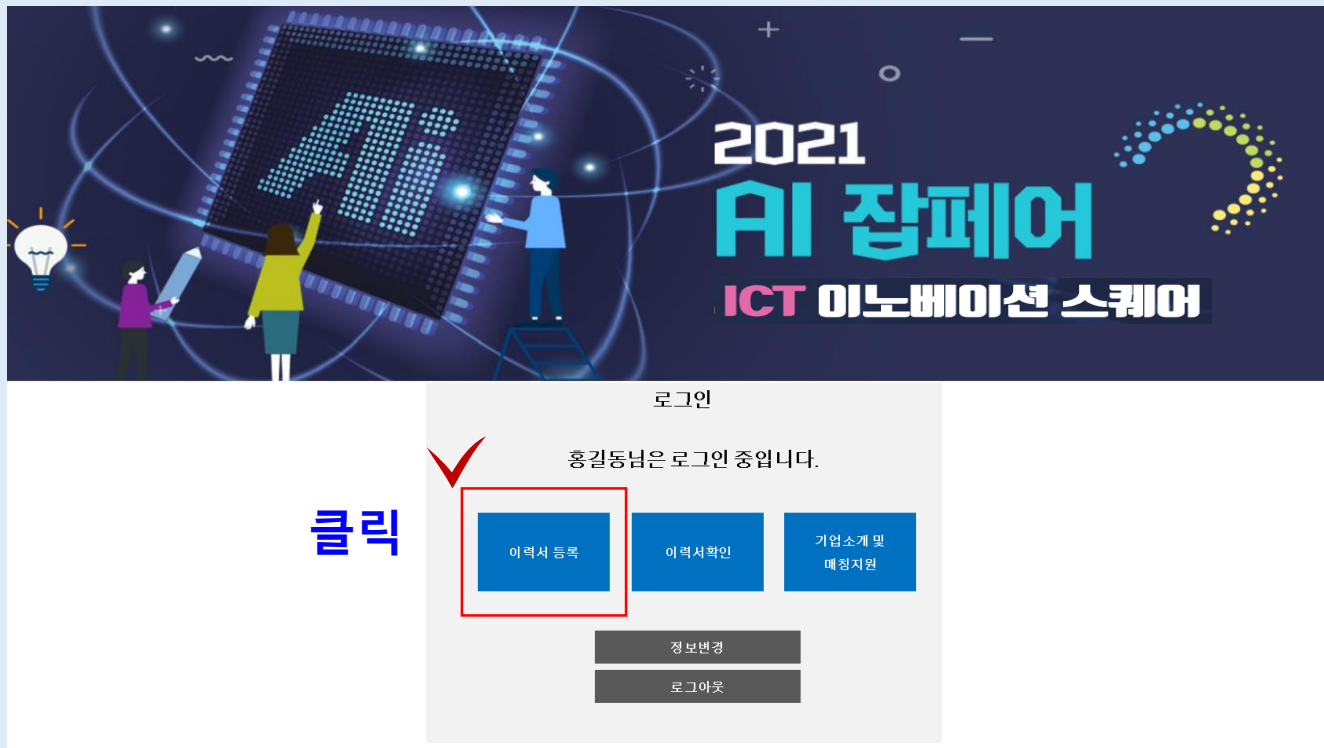 Ai
2021
AI 잡페어
ICT 이노베이션 스퀘어
로그인
홍길동님은 로그인 중입니다.
클릭
이력서 등록
이력서확인
기업소개 및
매칭지원
정보변경
로그아웃